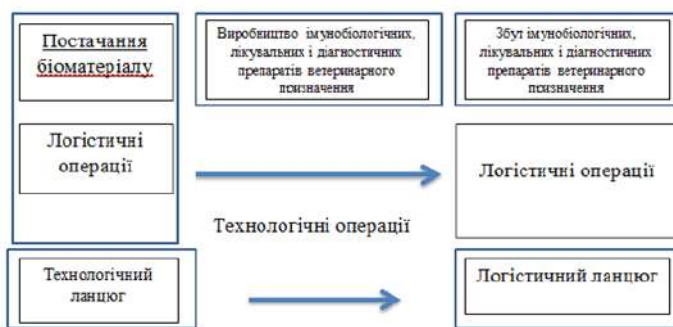 Постачання
біоматеріалу
Виробництво імунобіологічних,
лікувальних і діагностичних
препаратів ветеринарного
призначення
Збут імунобіологічних,
лікувальних і діагностичних
препаратів ветеринарного
призначення
Логістичні
операції
Логістичні операції
Технологічні операції
Технологічний
ланцюг
Логістичний ланцюг